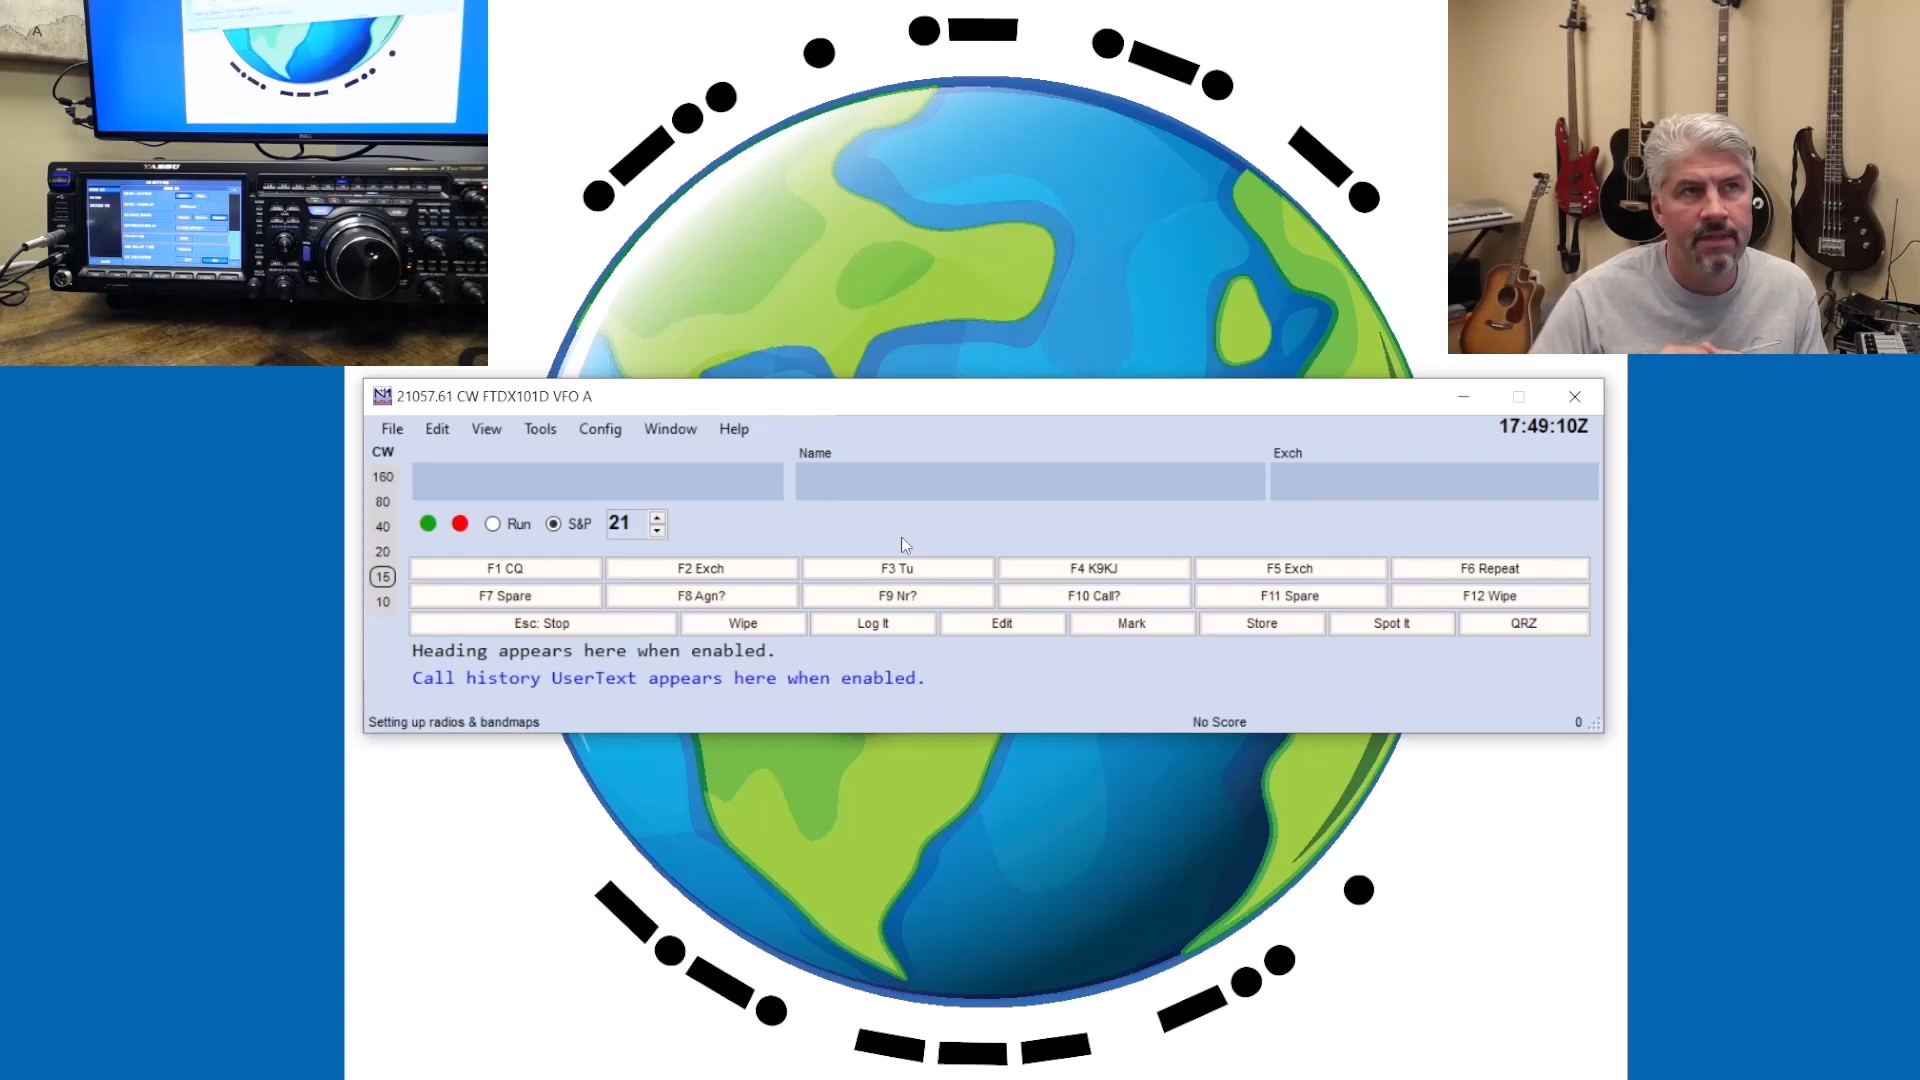 A
DELL
YAESU
21057.61 CW FTDX101D VFO A
File Edit View Tools Config Window Help 17:49:10Z
CW Name Exch
160
80
40
20
15
10
Run S&P 21
F1 CQ F2 Exch F3 Tu F4 K9KJ F5 Exch F6 Repeat
F7 Spare F8 Agn? F9 Nr? F10 Call? F11 Spare F12 Wipe
Esc: Stop Wipe Log It Edit Mark Store Spot It QRZ
Heading appears here when enabled.
Call history UserText appears here when enabled.
Setting up radios & bandmaps No Score 0